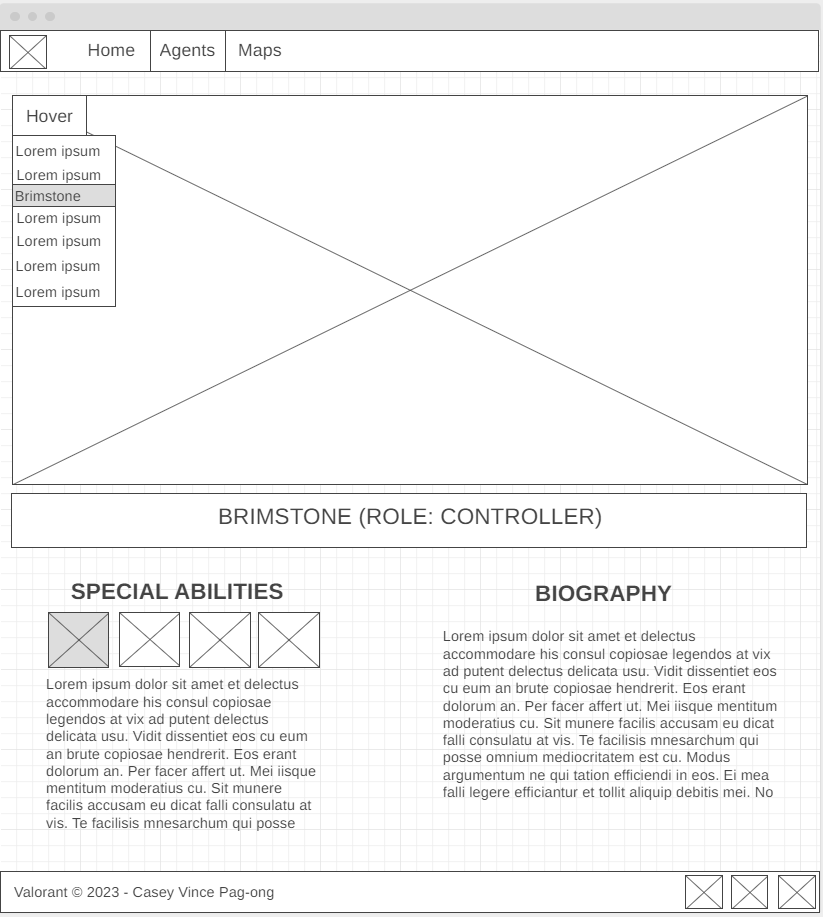 Home Agents Maps
Hover
Lorem ipsum
Lorem ipsum
Brimstone
Lorem ipsum
Lorem ipsum
Lorem ipsum
Lorem ipsum
BRIMSTONE (ROLE: CONTROLLER)
SPECIAL ABILITIES
Lorem ipsum dolor sit amet et delectus
accommodare his consul copiosae
legendos at vix ad putent delectus
delicata usu. Vidit dissentiet eos cu eum
an brute copiosae hendrerit. Eos erant
dolorum an. Per facer affert ut. Mei iisque
mentitum moderatius cu. Sit munere
facilis accusam eu dicat falli consulatu at
vis. Te facilisis mnesarchum qui posse
BIOGRAPHY
Lorem ipsum dolor sit amet et delectus
accommodare his consul copiosae legendos at vix
ad putent delectus delicata usu. Vidit dissentiet eos
cu eum an brute copiosae hendrerit. Eos erant
dolorum an. Per facer affert ut. Mei iisque mentitum
moderatius cu. Sit munere facilis accusam eu dicat
falli consulatu at vis. Te facilisis mnesarchum qui
posse omnium mediocritatem est cu. Modus
argumentum ne qui tation efficiendi in eos. Ei mea
falli legere efficiantur et tollit aliquip debitis mei. No
Valorant © 2023 - Casey Vince Pag-ong